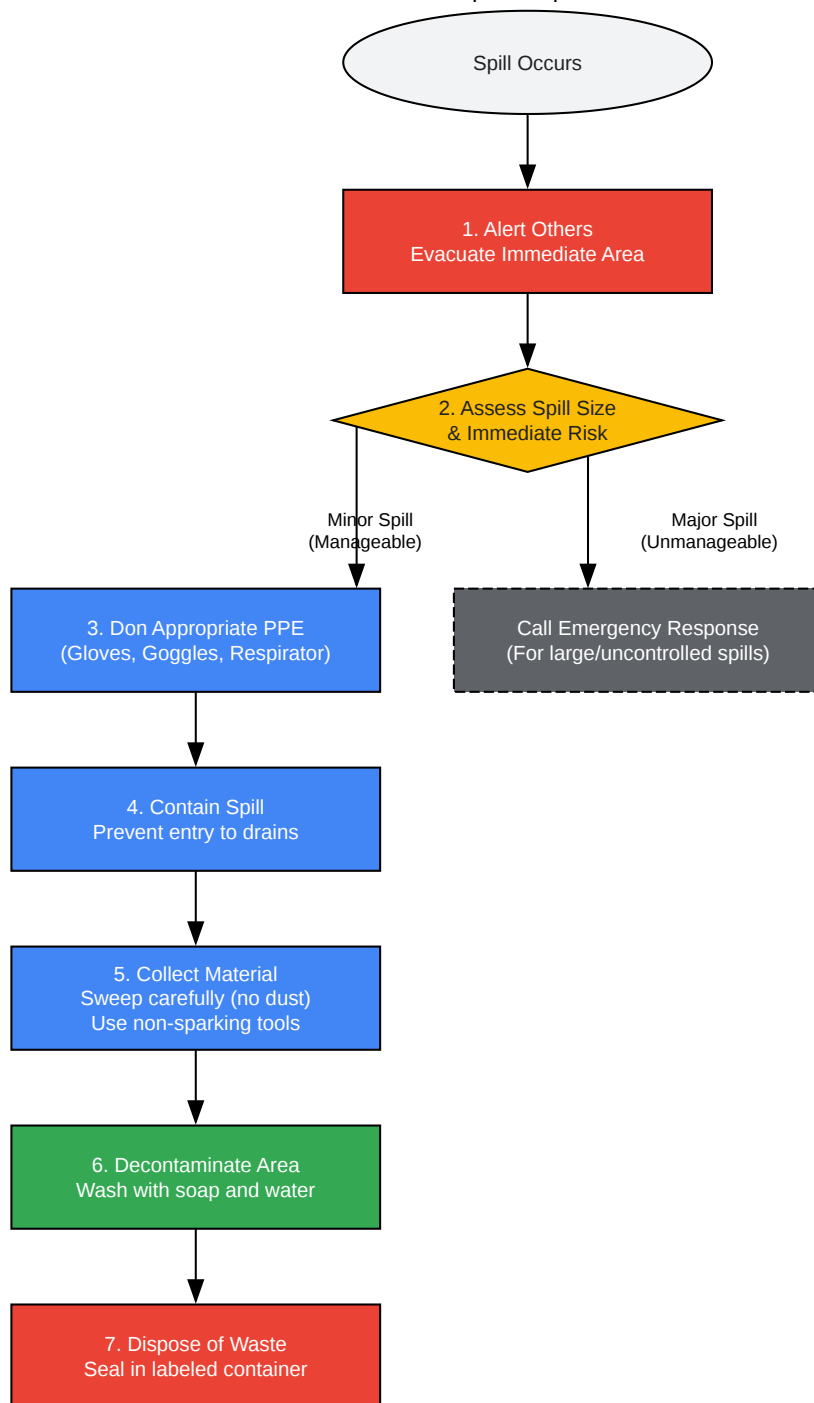 Spill Occurs
1. Alert Others
Evacuate Immediate Area
2. Assess Spill Size
& Immediate Risk
Minor Spill
(Manageable)
Major Spill
(Unmanageable)
3. Don Appropriate PPE
(Gloves, Goggles, Respirator)
Call Emergency Response
(For large/uncontrolled spills)
4. Contain Spill
Prevent entry to drains
5. Collect Material
Sweep carefully (no dust)
Use non-sparking tools
6. Decontaminate Area
Wash with soap and water
7. Dispose of Waste
Seal in labeled container